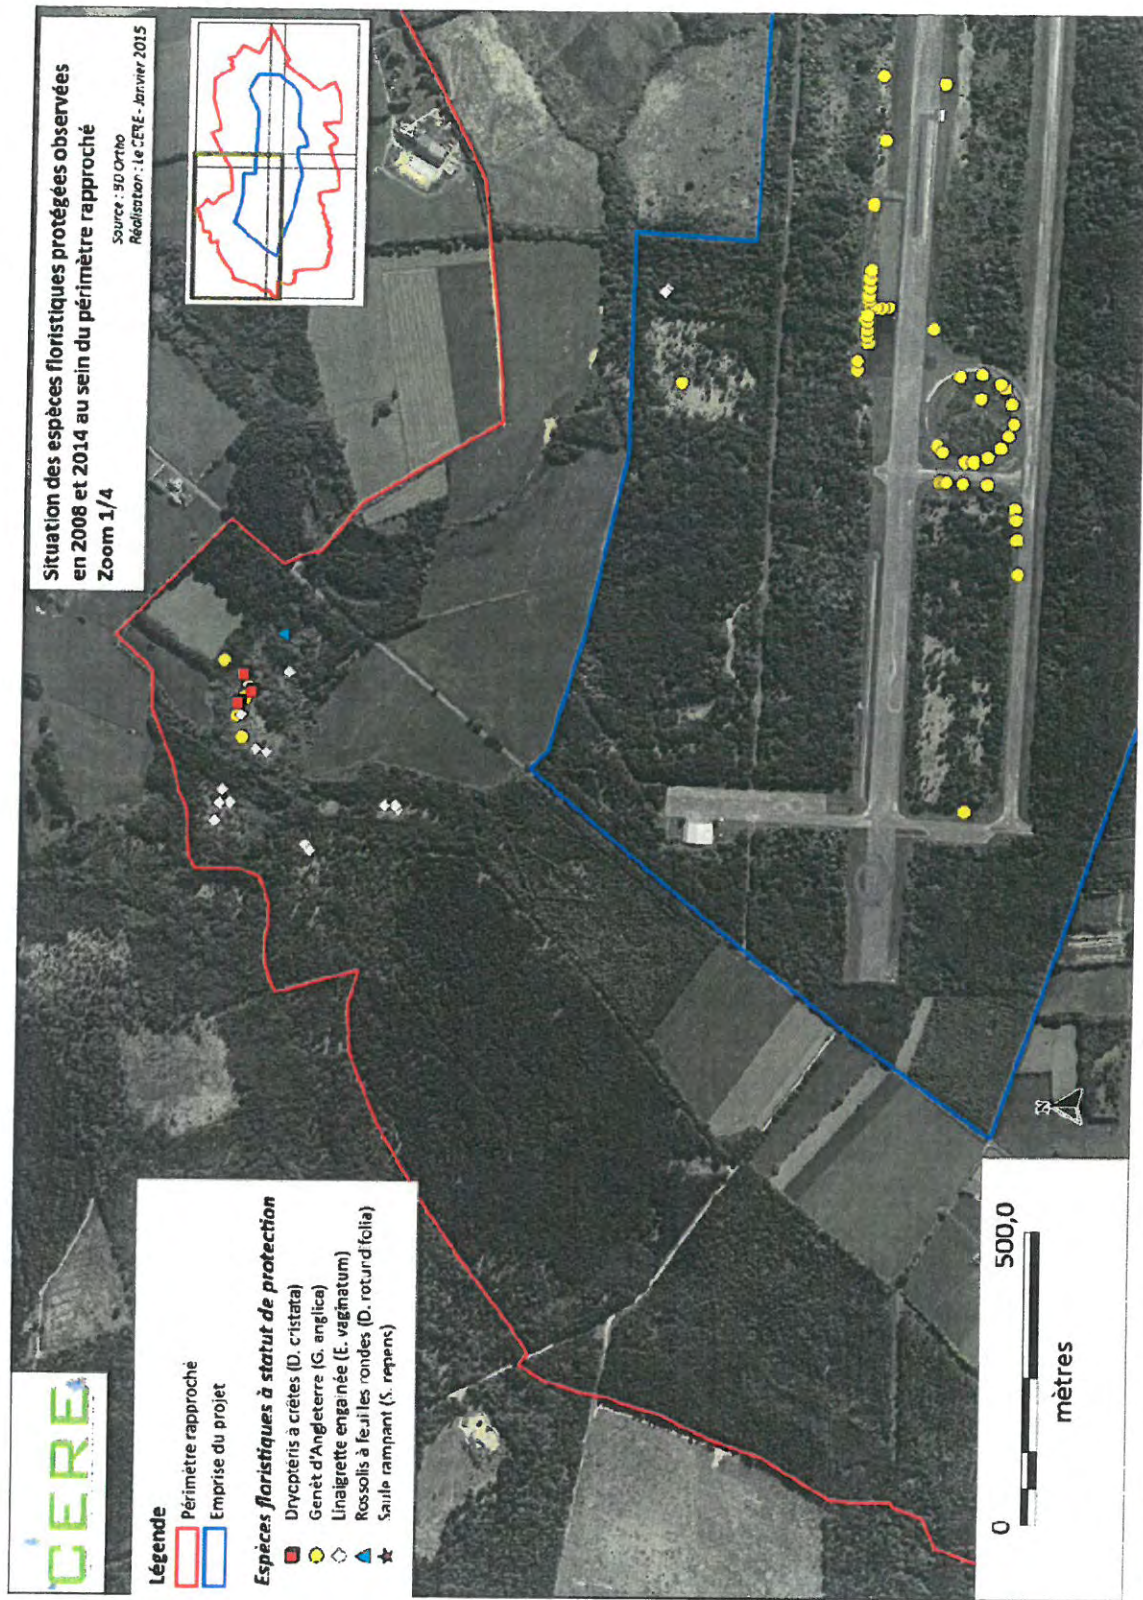 Situation des espèces floristiques protégées observées
en 2008 et 2014 au sein du périmètre rapproché
Zoom 1/4
Source : BD Ortho
Réalisation : Le CERE - Janvier 2015
CERE
Légende
Périmètre rapproché
Emprise du projet
Espèces floristiques à statut de protection
Dryoptéris à crêtes (D. cristata)
Genêt d'Angleterre (G. anglica)
Linaigrette engainée (E. vaginatum)
Rossolis à feuilles rondes (D. rotundifolia)
Saule rampant (S. repens)
0
500,0
mètres